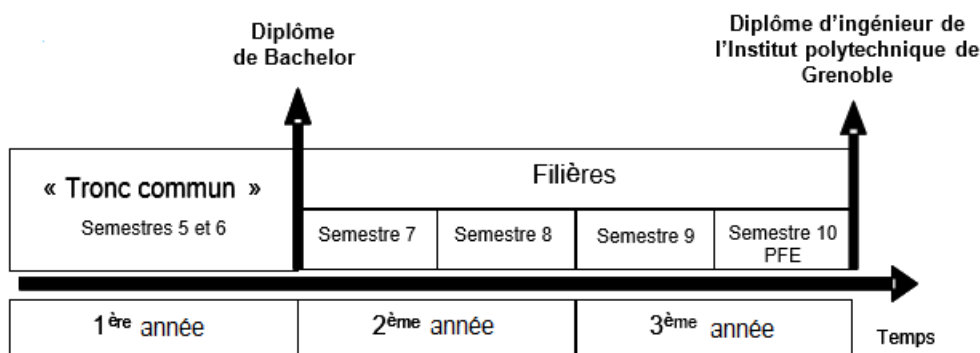 Diplôme
de Bachelor
Diplôme d'ingénieur de
l'Institut polytechnique de
Grenoble
« Tronc commun »
Semestres 5 et 6
Filières
Semestre 7
Semestre 8
Semestre 9
Semestre 10
PFE
1ère année
2ème année
3ème année
Temps